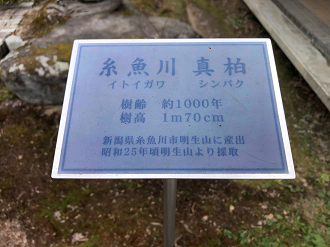 糸魚川 真柏
イトイガワ シンパク
樹齢 約1000年
樹高 1m70cm
新潟県糸魚川市明生山に産出
昭和25年頃明生山より採取